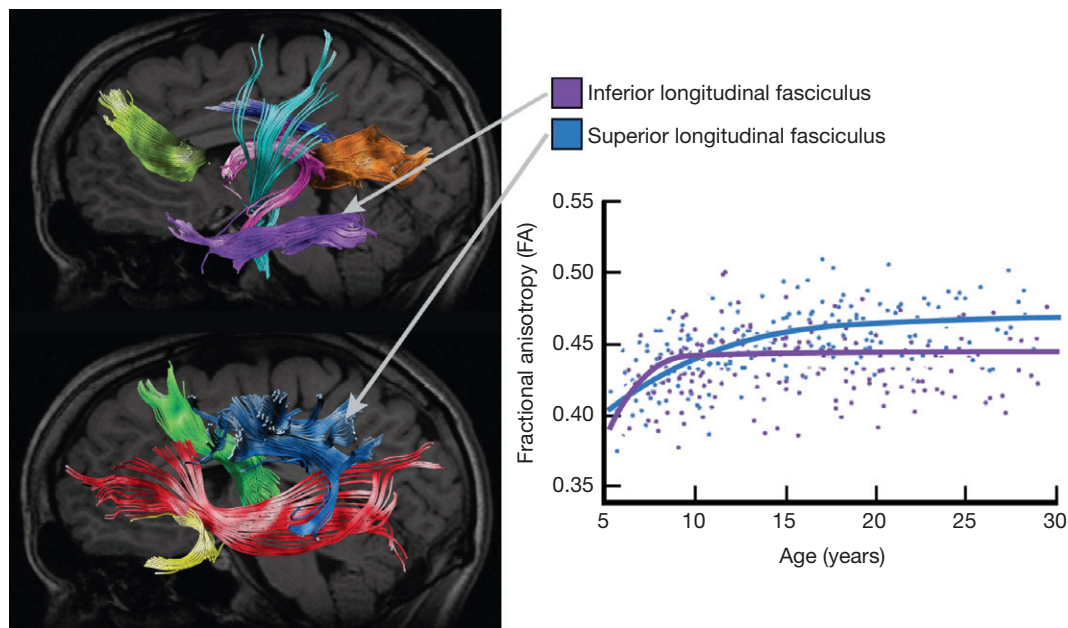 Inferior longitudinal fasciculus
Superior longitudinal fasciculus
Fractional anisotropy (FA)
0.55
0.50
0.45
0.40
0.35
5 10 15 20 25 30
Age (years)